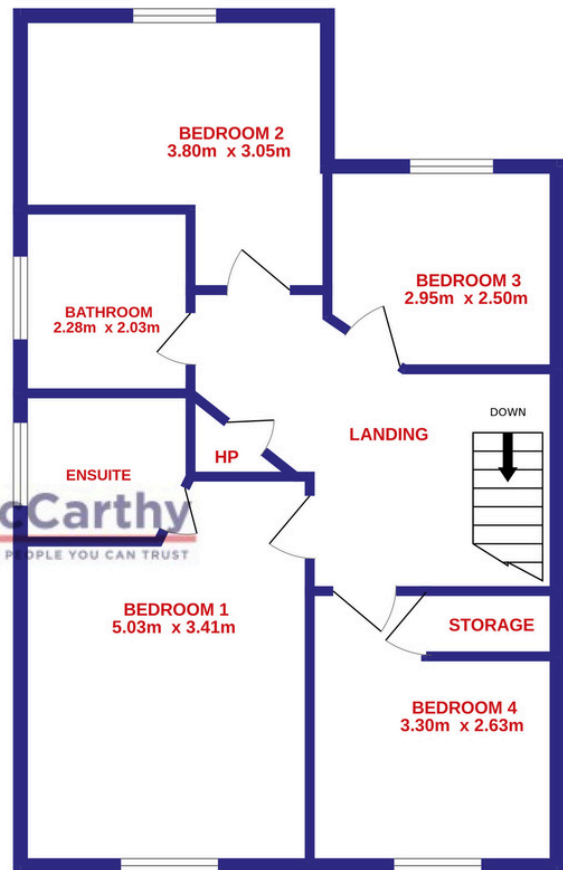 BEDROOM 2
3.80m x 3.05m
BEDROOM 3
2.95m x 2.50m
BATHROOM
2.28m x 2.03m
DOWN
LANDING
HP
ENSUITE
cCarthy
PEOPLE YOU CAN TRUST
BEDROOM 1
5.03m x 3.41m
STORAGE
BEDROOM 4
3.30m x 2.63m